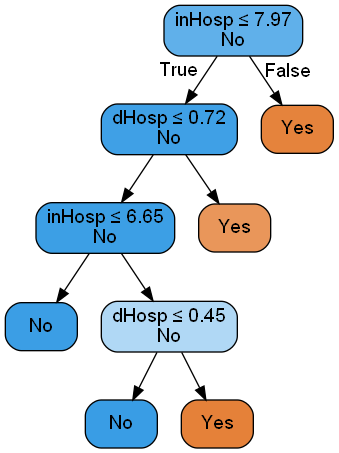 inHosp ≤ 7.97
No
True
False
dHosp ≤ 0.72
No
Yes
inHosp ≤ 6.65
No
Yes
No
dHosp ≤ 0.45
No
No
Yes